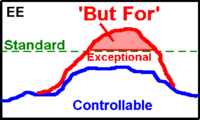 EE
'But For'
Standard
Exceptional
Controllable